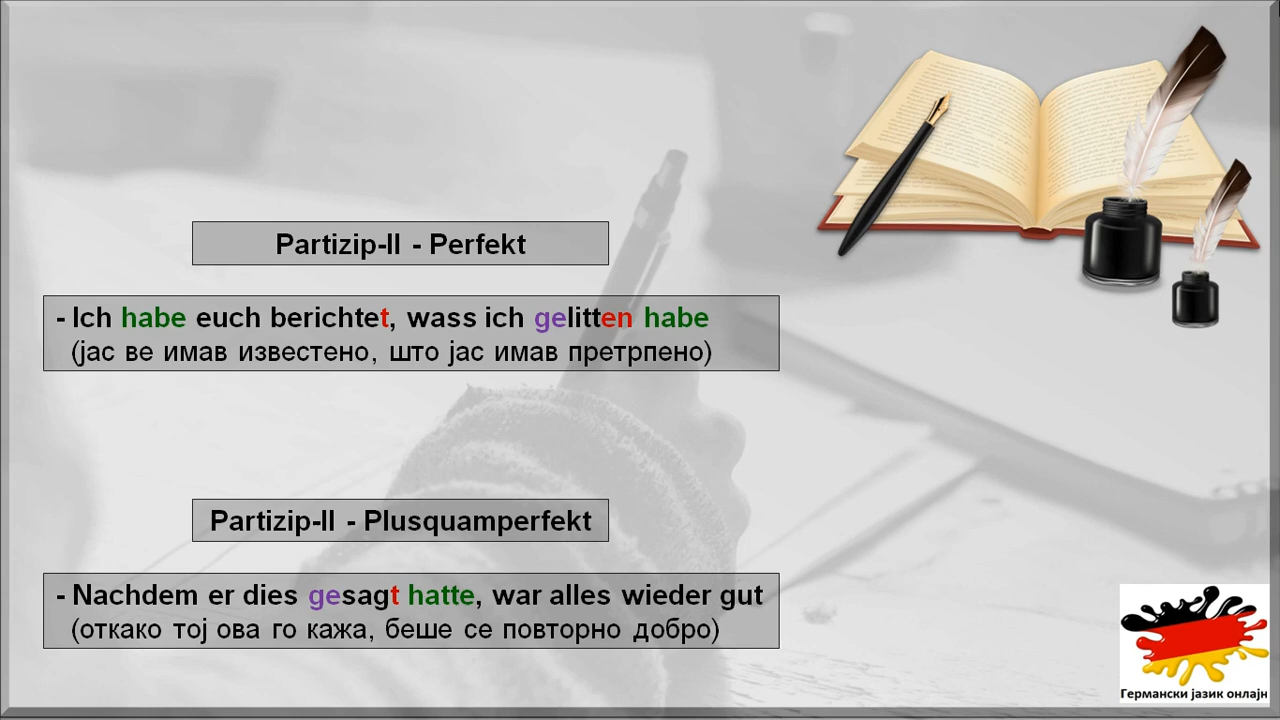 Partizip-II - Perfekt
- Ich habe euch berichtet, wass ich gelitten habe
(јас ве имав известено, што јас имав претрпено)
Partizip-II - Plusquamperfekt
- Nachdem er dies gesagt hatte, war alles wieder gut
(откако тој ова го кажа, беше се повторно добро)
Германски јазик онлајн